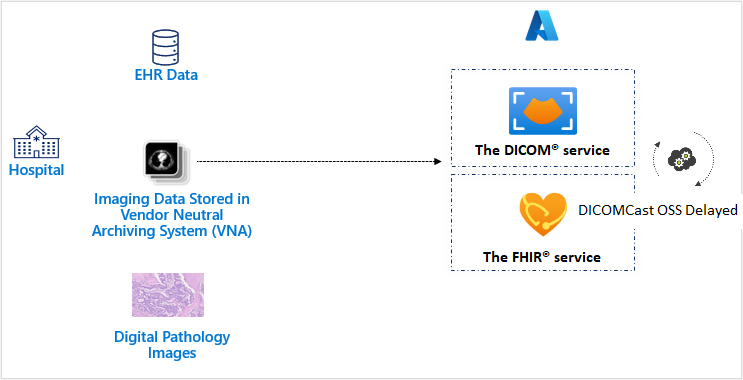 EHR Data
Hospital
Imaging Data Stored in
Vendor Neutral
Archiving System (VNA)
Digital Pathology
Images
The DICOM® service
The FHIR® service
DICOMCast OSS Delayed